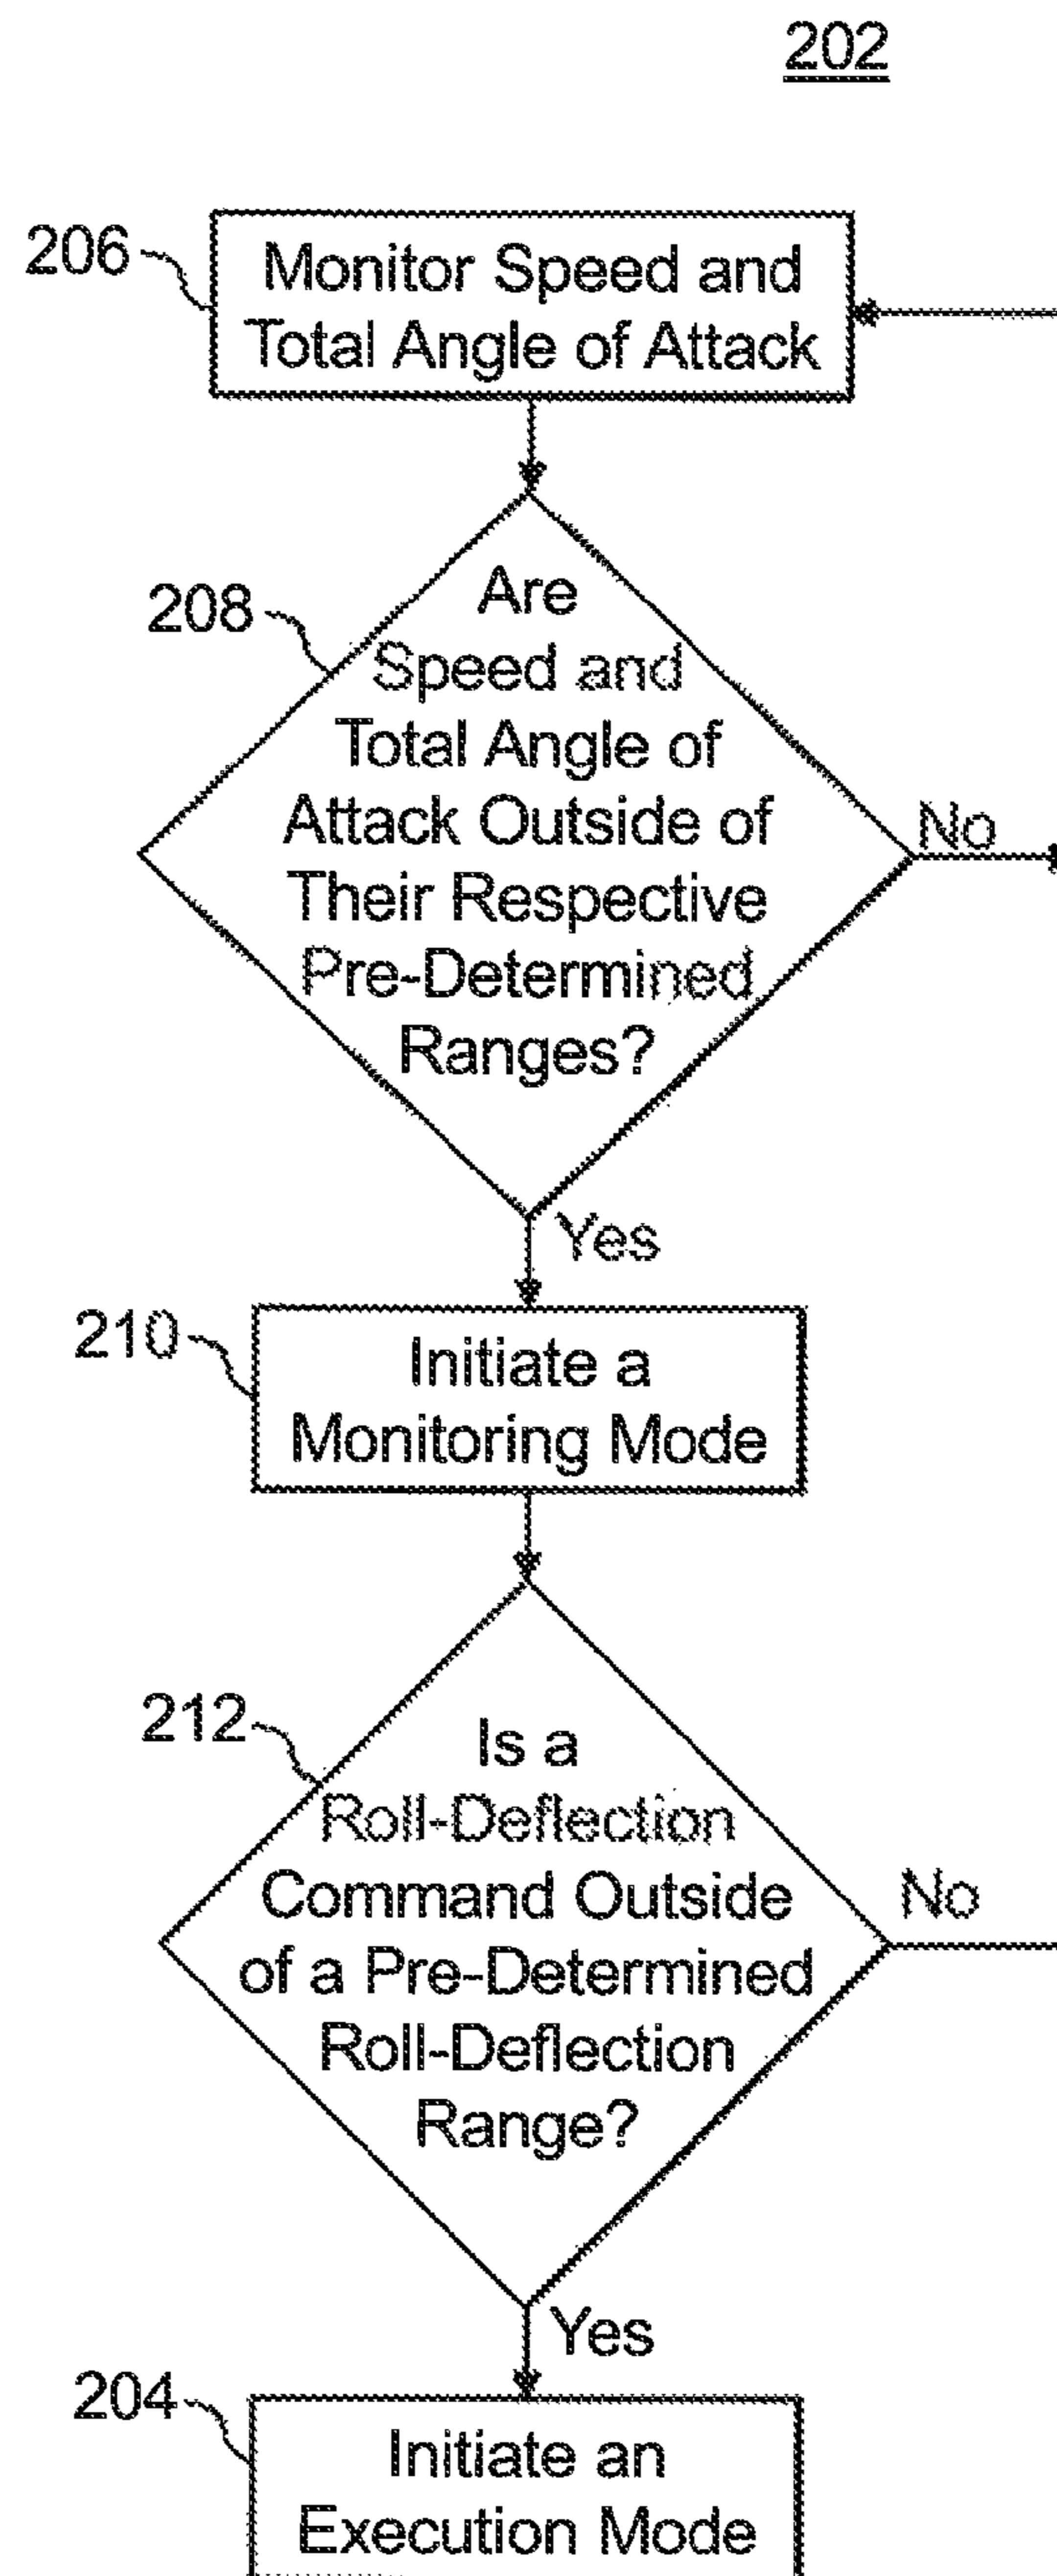 202
206
Monitor Speed and
Total Angle of Attack
208
Are
Speed and
Total Angle of
Attack Outside of
Their Respective
Pre-Determined
Ranges?
No
Yes
210
Initiate a
Monitoring Mode
212
Is a
Roll-Deflection
Command Outside
of a Pre-Determined
Roll-Deflection
Range?
No
Yes
204
Initiate an
Execution Mode